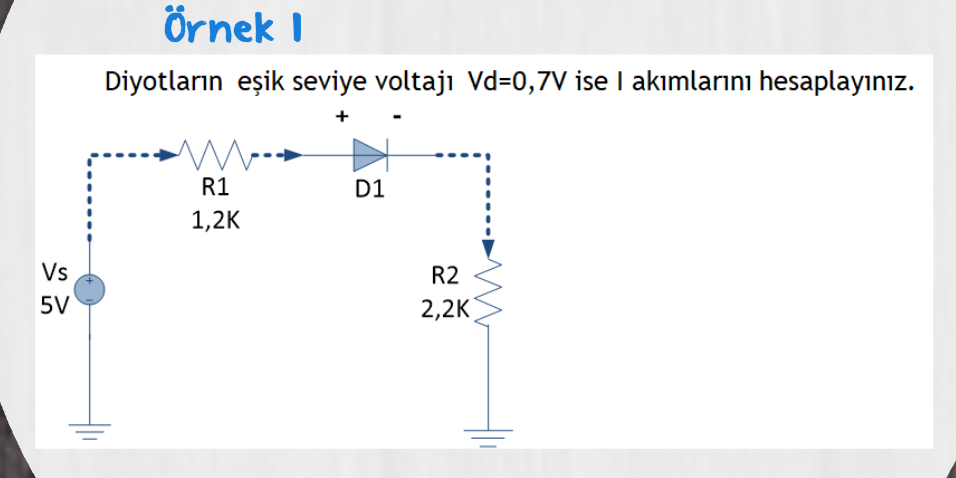 Örnek 1
Diyotların eşik seviye voltajı Vd=0,7V ise I akımlarını hesaplayınız.
+ -
R1
1,2K
D1
Vs
5V
+
-
R2
2,2K